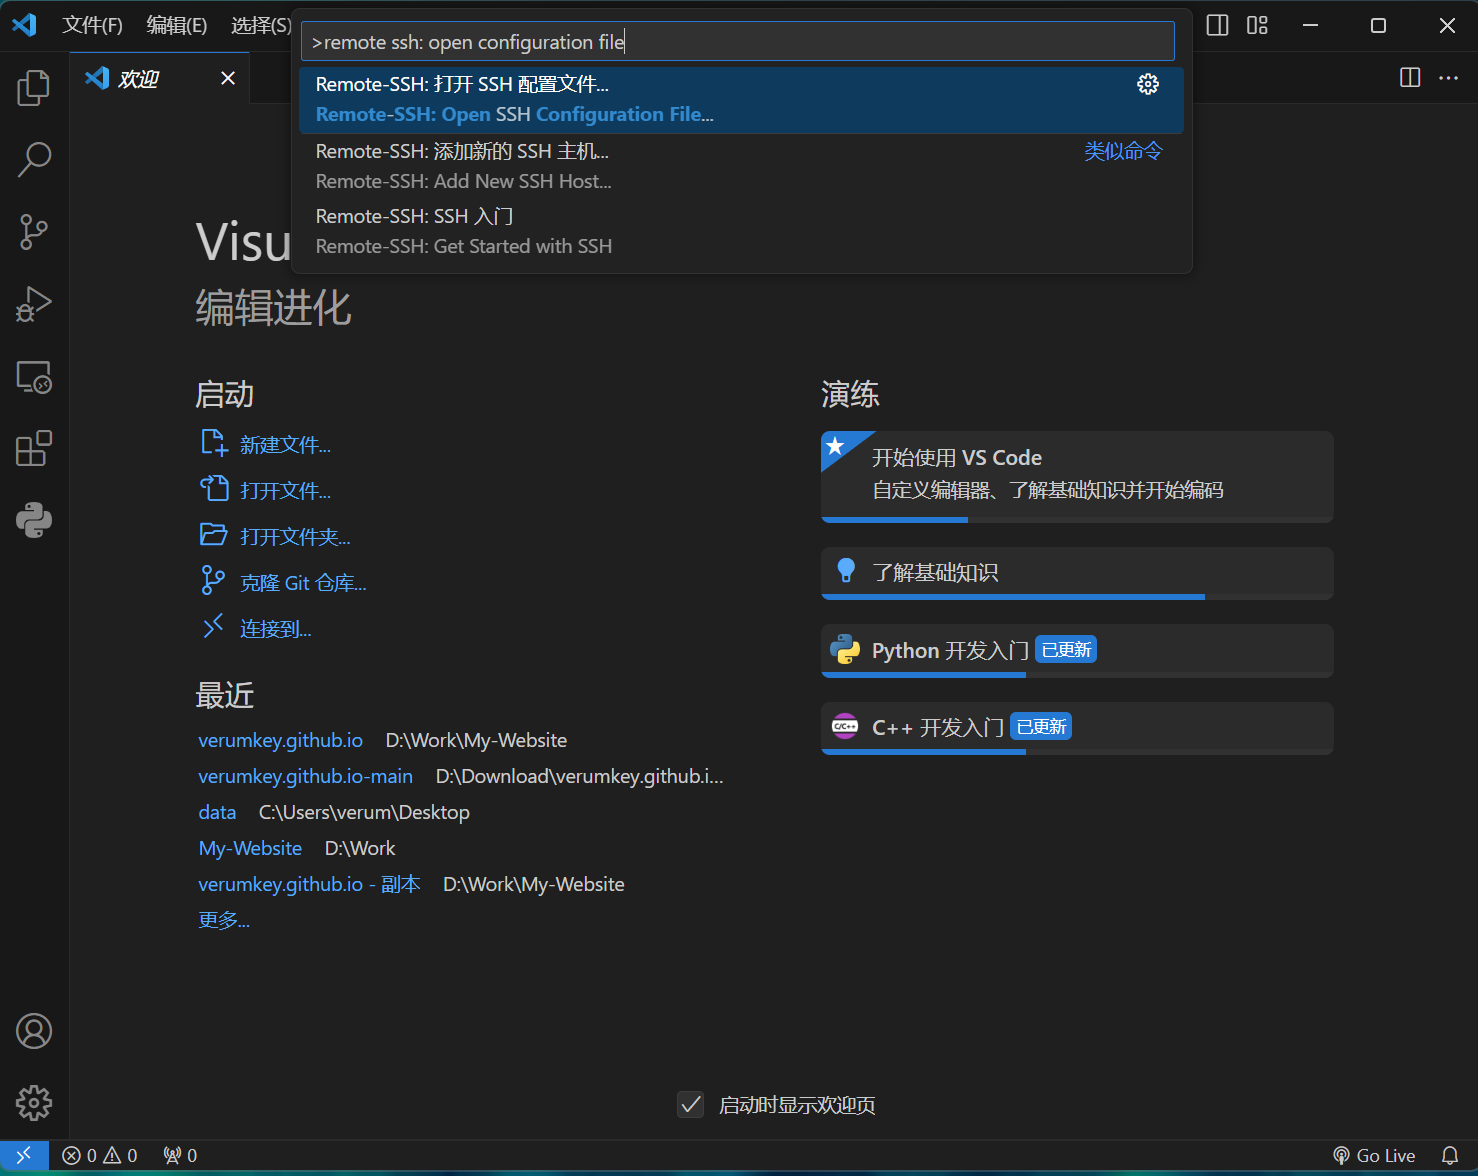 文件(F) 编辑(E) 选择(S)
>remote ssh: open configuration file
欢迎
Remote-SSH: 打开 SSH 配置文件...
Remote-SSH: Open SSH Configuration File...
Remote-SSH: 添加新的 SSH 主机... 类似命令
Remote-SSH: Add New SSH Host...
Remote-SSH: SSH 入门
Remote-SSH: Get Started with SSH
Visu
编辑进化
启动
新建文件...
打开文件...
打开文件夹...
克隆 Git 仓库...
连接到...
最近
verumkey.github.io D:\Work\My-Website
verumkey.github.io-main D:\Download\verumkey.github.i...
data C:\Users\verum\Desktop
My-Website D:\Work
verumkey.github.io - 副本 D:\Work\My-Website
更多...
演练
开始使用 VS Code
自定义编辑器、了解基础知识并开始编码
了解基础知识
Python 开发入门 已更新
C/C++ C++ 开发入门 已更新
启动时显示欢迎页
0 0 0 Go Live